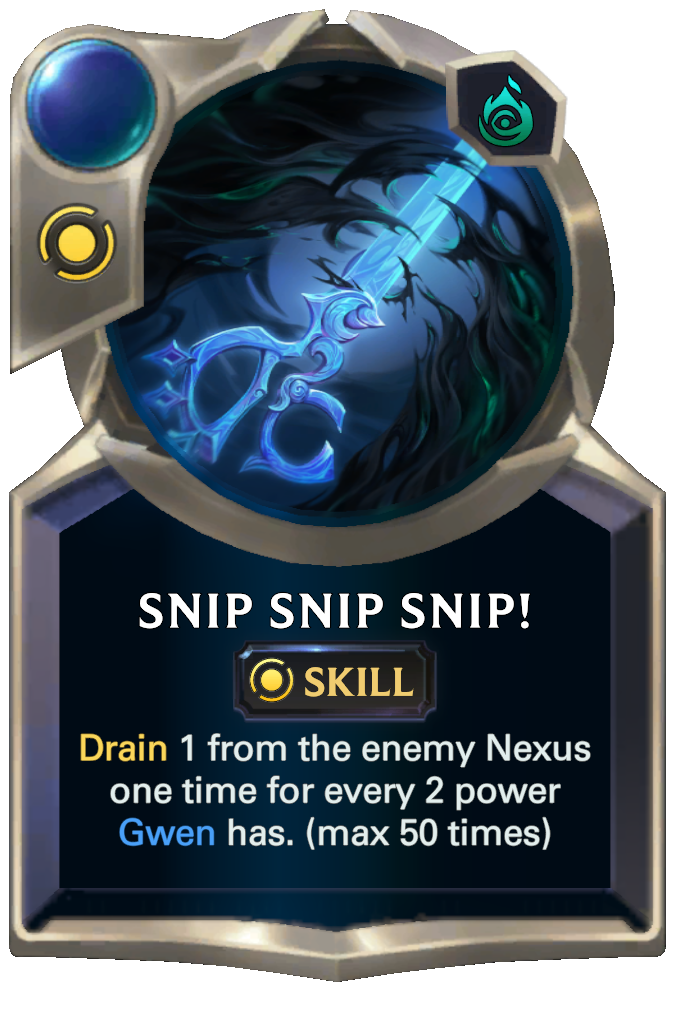 SNIP SNIP SNIP!
SKILL
Drain 1 from the enemy Nexus
one time for every 2 power
Gwen has. (max 50 times)